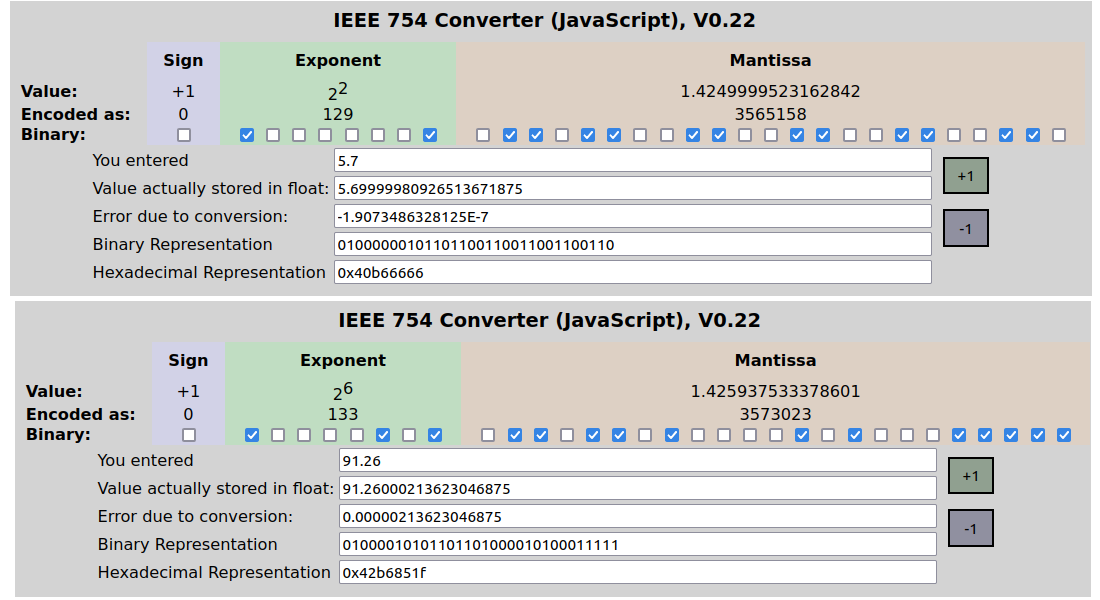 IEEE 754 Converter (JavaScript), V0.22
Sign Exponent Mantissa
Value: +1 2^2 1.4249999523162842
Encoded as: 0 129 3565158
Binary:
You entered 5.7
Value actually stored in float: 5.69999980926513671875 +1
Error due to conversion: -1.9073486328125E-7
Binary Representation 01000000101101100110011001100110 -1
Hexadecimal Representation 0x40b66666
IEEE 754 Converter (JavaScript), V0.22
Sign Exponent Mantissa
Value: +1 2^6 1.425937533378601
Encoded as: 0 133 3573023
Binary:
You entered 91.26
Value actually stored in float: 91.26000213623046875 +1
Error due to conversion: 0.00000213623046875
Binary Representation 01000010101101101000010100011111 -1
Hexadecimal Representation 0x42b6851f